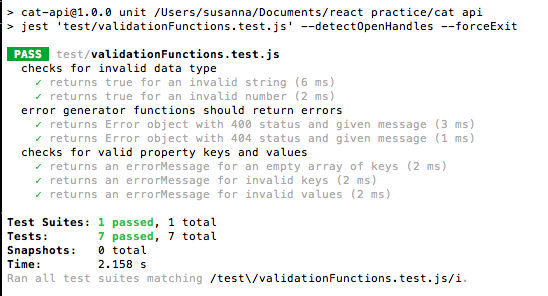 > cat-api@1.0.0 unit /Users/susanna/Documents/react practice/cat api
> jest 'test/validationFunctions.test.js' --detectOpenHandles --forceExit
PASS test/validationFunctions.test.js
checks for invalid data type
✓ returns true for an invalid string (6 ms)
✓ returns true for an invalid number (2 ms)
error generator functions should return errors
✓ returns Error object with 400 status and given message (3 ms)
✓ returns Error object with 404 status and given message (1 ms)
checks for valid property keys and values
✓ returns an errorMessage for an empty array of keys (2 ms)
✓ returns an errorMessage for invalid keys (2 ms)
✓ returns an errorMessage for invalid values (2 ms)
Test Suites: 1 passed, 1 total
Tests: 7 passed, 7 total
Snapshots: 0 total
Time: 2.158 s
Ran all test suites matching /test\/validationFunctions.test.js/i.